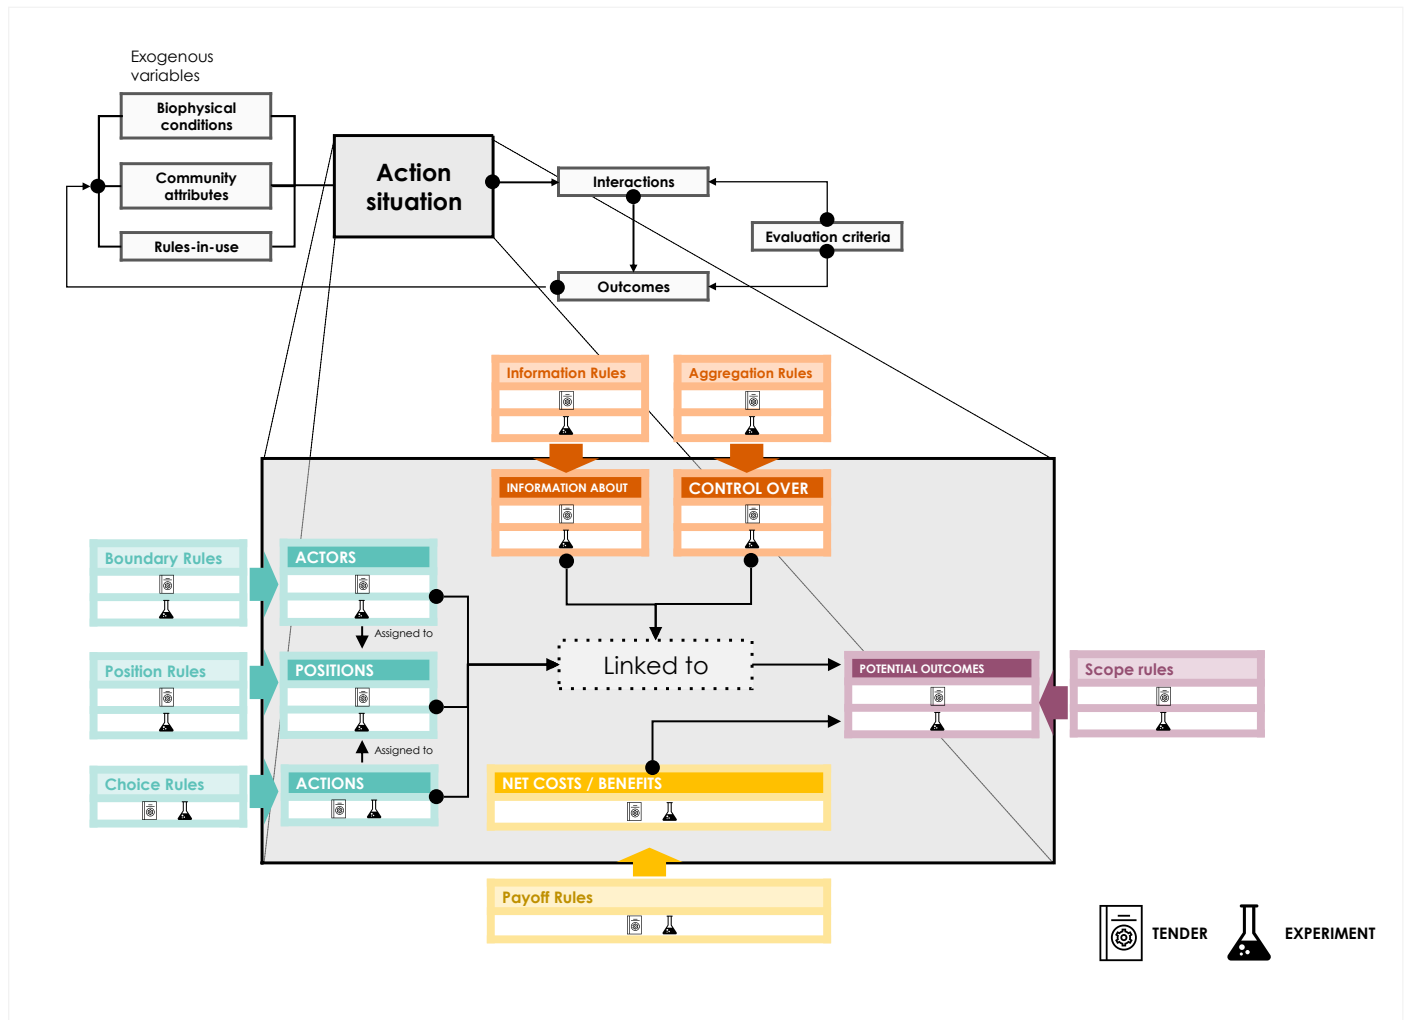 Exogenous
variables
Biophysical
conditions
Community
attributes
Rules-in-use
Action
situation
Interactions
Evaluation criteria
Outcomes
Information Rules
Aggregation Rules
INFORMATION ABOUT
CONTROL OVER
Boundary Rules
ACTORS
Assigned to
Position Rules
POSITIONS
Linked to
POTENTIAL OUTCOMES
Scope rules
Assigned to
Choice Rules
ACTIONS
NET COSTS / BENEFITS
Payoff Rules
TENDER
EXPERIMENT